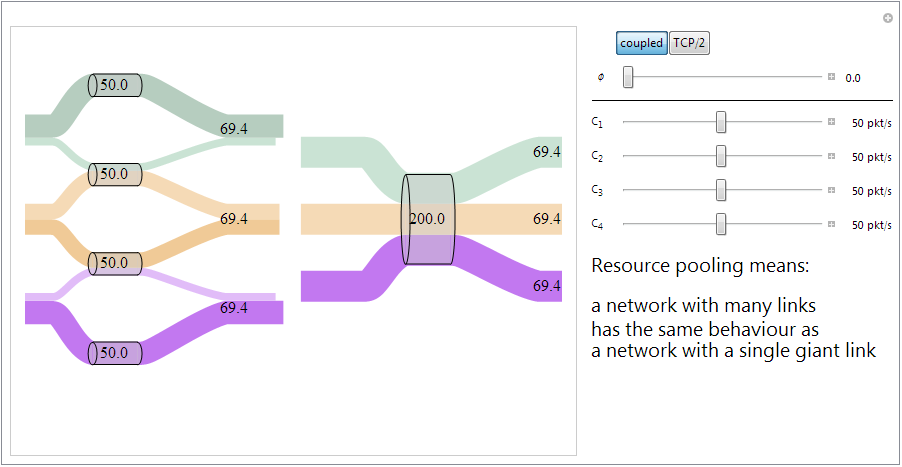 50.0
69.4
50.0
69.4
50.0
69.4
50.0
69.4
200.0
69.4
69.4
coupled TCP/2
ϕ 0.0
C1 50 pkt/s
C2 50 pkt/s
C3 50 pkt/s
C4 50 pkt/s
Resource pooling means:
a network with many links
has the same behaviour as
a network with a single giant link